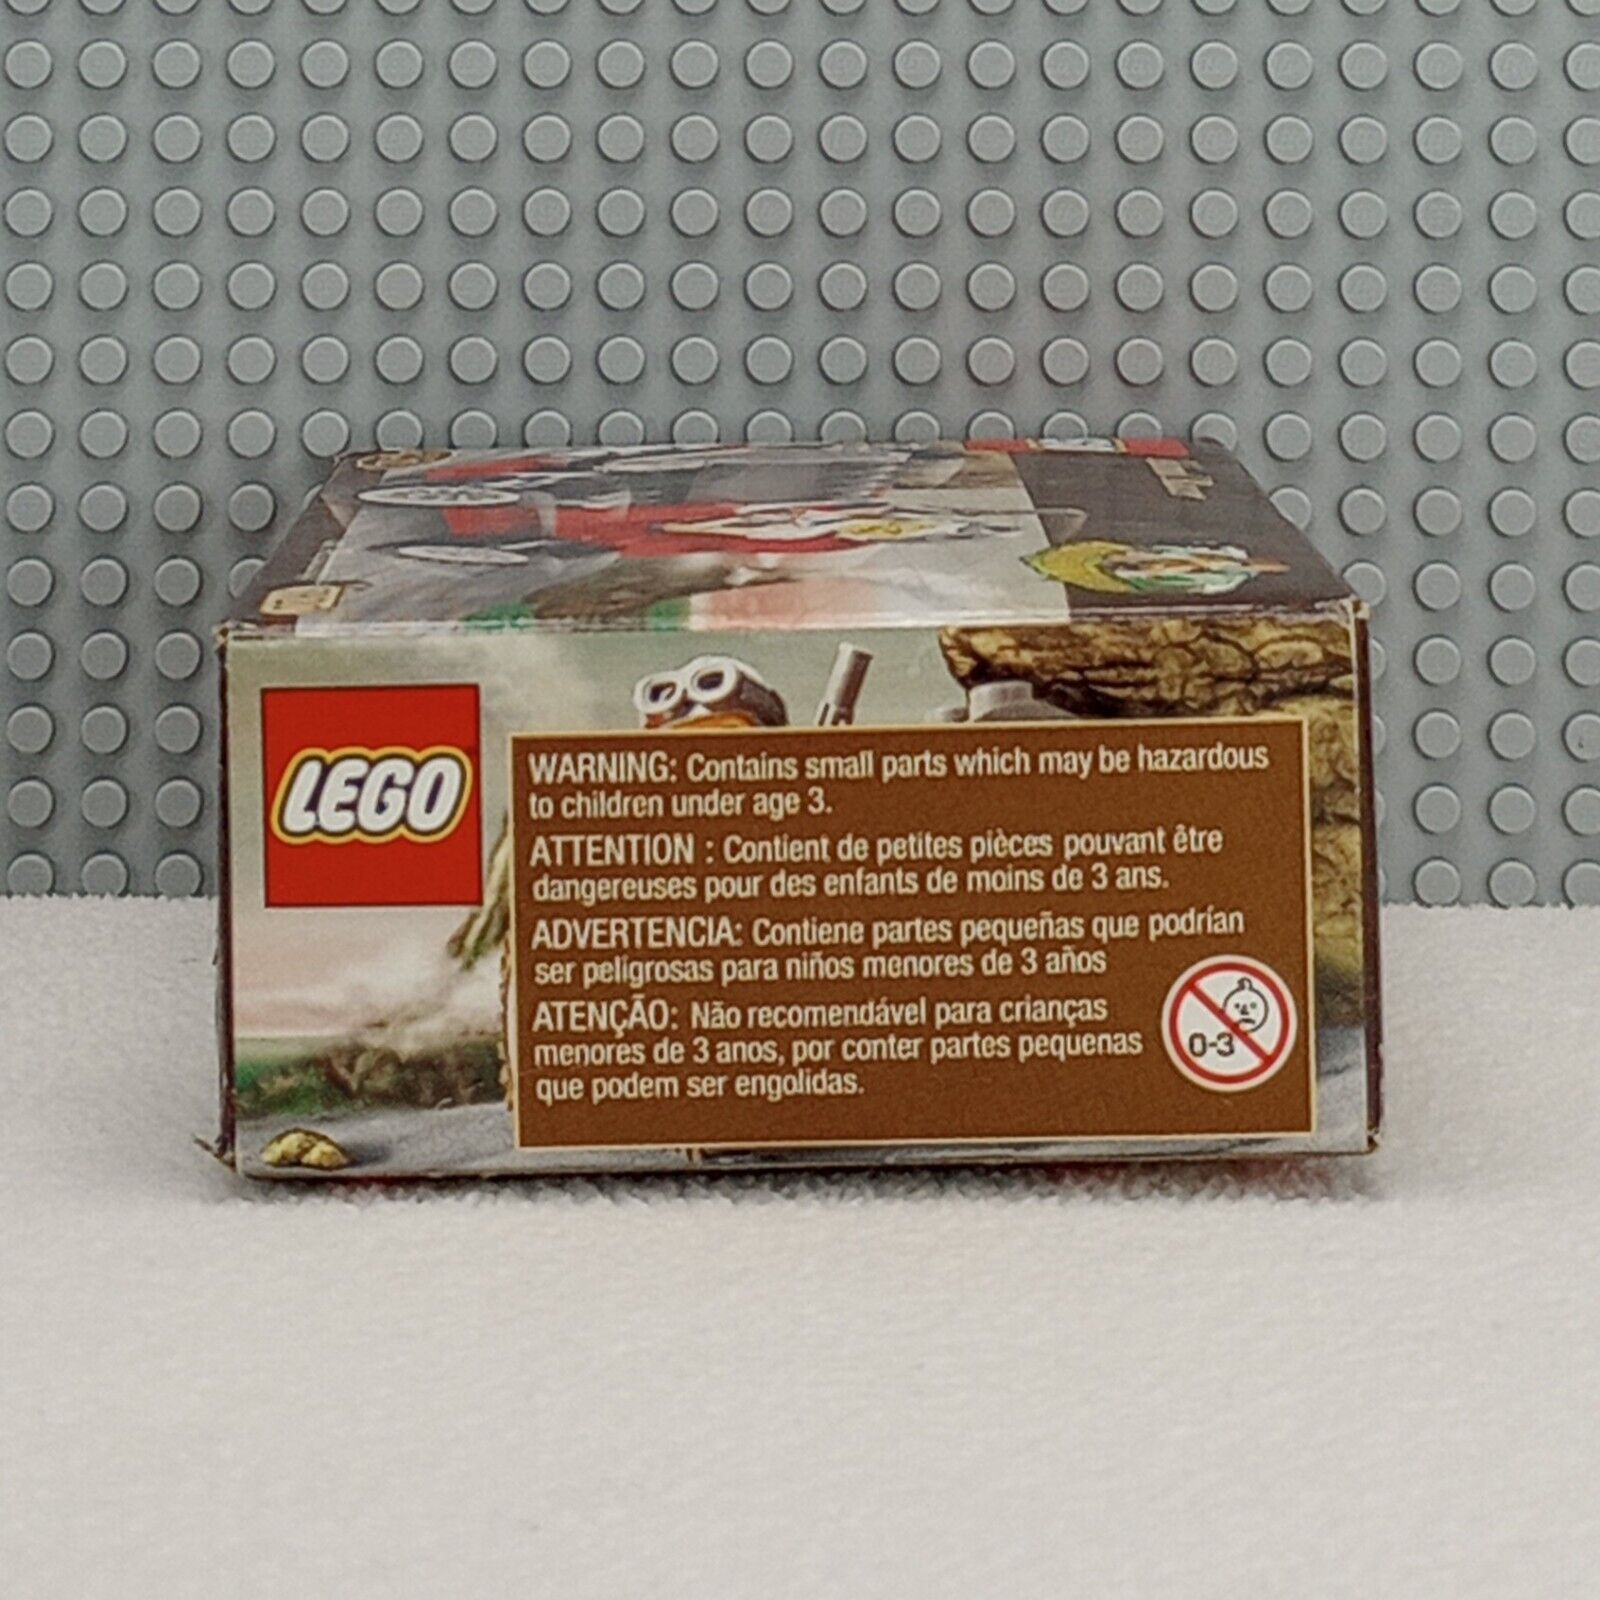 LEGO
WARNING: Contains small parts which may be hazardous
to children under age 3.
ATTENTION : Contient de petites pièces pouvant être
dangereuses pour des enfants de moins de 3 ans.
ADVERTENCIA: Contiene partes pequeñas que podrían
ser peligrosas para niños menores de 3 años
ATENÇÃO: Não recomendável para crianças
menores de 3 anos, por conter partes pequenas
que podem ser engolidas.
0-3